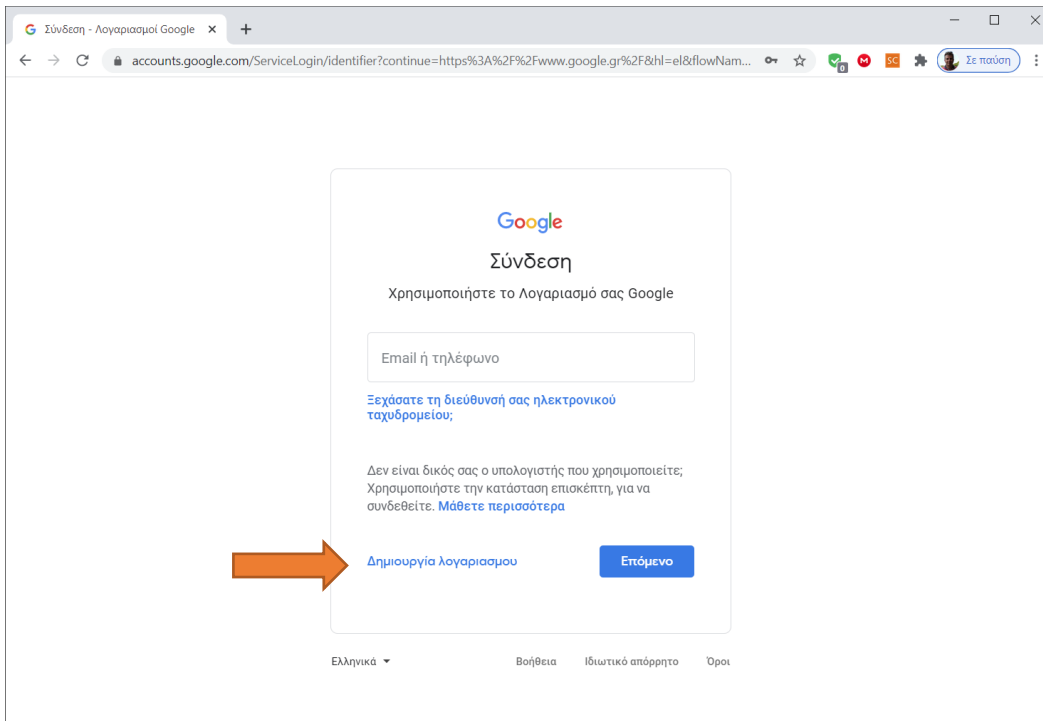 Σύνδεση - Λογαριασμοί Google
accounts.google.com/ServiceLogin/identifier?continue=https%3A%2F%2Fwww.google.gr%2F&hl=el&flowNam...
0
M
SC
Σε παύση
Google
Σύνδεση
Χρησιμοποιήστε το Λογαριασμό σας Google
Email ή τηλέφωνο
Ξεχάσατε τη διεύθυνσή σας ηλεκτρονικού
ταχυδρομείου;
Δεν είναι δικός σας ο υπολογιστής που χρησιμοποιείτε;
Χρησιμοποιήστε την κατάσταση επισκέπτη, για να
συνδεθείτε. Μάθετε περισσότερα
Δημιουργία λογαριασμου
Επόμενο
Ελληνικά
Βοήθεια Ιδιωτικό απόρρητο Όροι